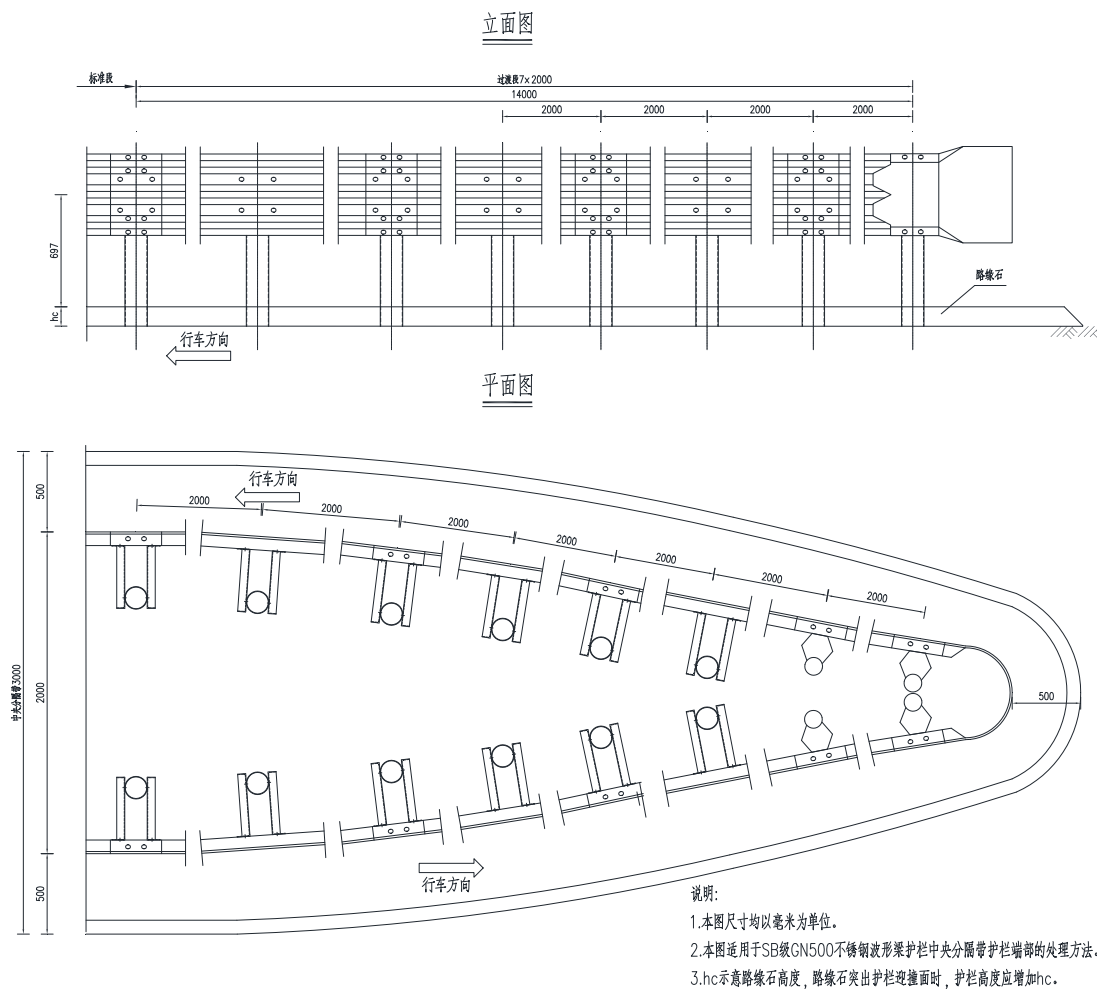 立面图
标准段
过渡段7×2000
14000
2000 2000 2000 2000
697
hc
路缘石
行车方向
平面图
行车方向
2000 2000 2000 2000 2000 2000 2000
500
2000
500
中央分隔带3000
500
行车方向
说明:
1.本图尺寸均以毫米为单位。
2.本图适用于SB级GN500不锈钢波形梁护栏中央分隔带护栏端部的处理方法。
3.hc示意路缘石高度，路缘石突出护栏迎撞面时，护栏高度应增加hc。